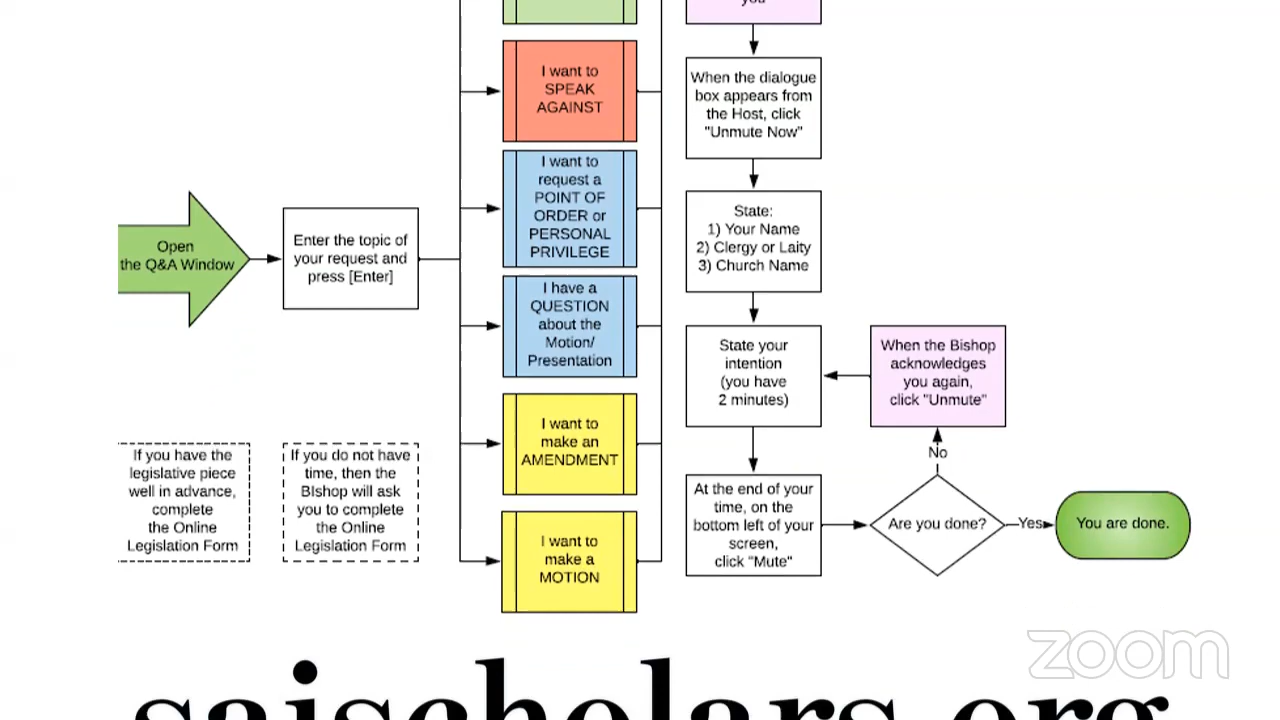 you
I want to
SPEAK
AGAINST
When the dialogue
box appears from
the Host, click
"Unmute Now"
I want to
request a
POINT OF
ORDER or
PERSONAL
PRIVILEGE
State:
1) Your Name
2) Clergy or Laity
3) Church Name
Open
the Q&A Window
Enter the topic of
your request and
press [Enter]
I have a
QUESTION
about the
Motion/
Presentation
State your
intention
(you have
2 minutes)
When the Bishop
acknowledges
you again,
click "Unmute"
I want to
make an
AMENDMENT
No
If you have the
legislative piece
well in advance,
complete
the Online
Legislation Form
If you do not have
time, then the
BIshop will ask
you to complete
the Online
Legislation Form
At the end of your
time, on the
bottom left of your
screen,
click "Mute"
Are you done?
Yes
You are done.
I want to
make a
MOTION
zoom
saischolars.org